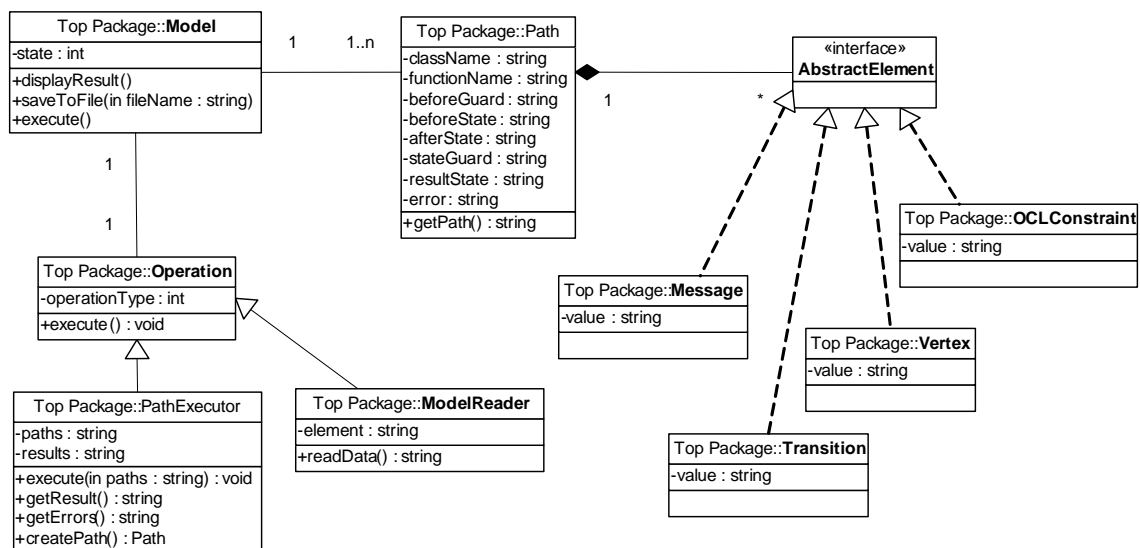 Top Package::Model
-state : int
+displayResult()
+saveToFile(in fileName : string)
+execute()
1
1..n
Top Package::Path
-className : string
-functionName : string
-beforeGuard : string
-beforeState : string
-afterState : string
-stateGuard : string
-resultState : string
-error : string
+getPath() : string
1
*
«interface»
AbstractElement
1
1
Top Package::Operation
-operationType : int
+execute() : void
Top Package::PathExecutor
-paths : string
-results : string
+execute(in paths : string) : void
+getResult() : string
+getErrors() : string
+createPath() : Path
Top Package::ModelReader
-element : string
+readData() : string
Top Package::Message
-value : string
Top Package::OCLConstraint
-value : string
Top Package::Vertex
-value : string
Top Package::Transition
-value : string